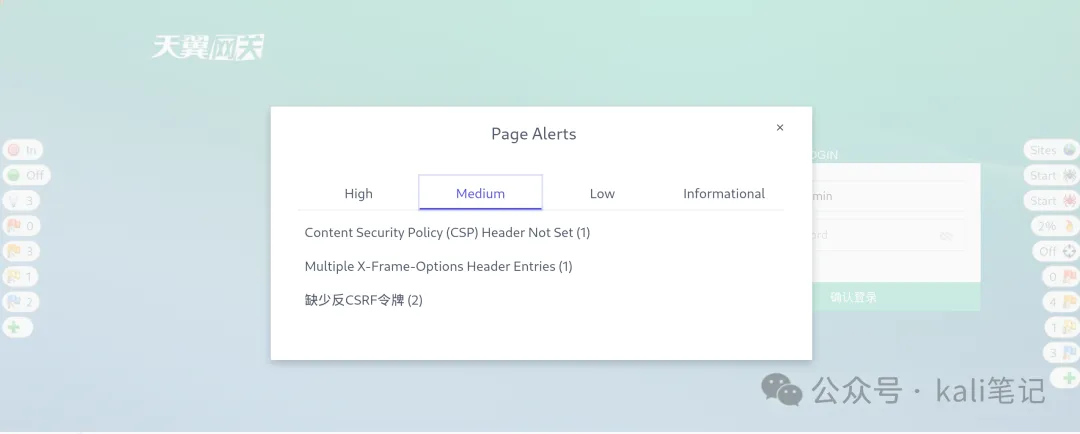 天翼网关
Page Alerts
×
High
Medium
Low
Informational
Content Security Policy (CSP) Header Not Set (1)
Multiple X-Frame-Options Header Entries (1)
缺少反CSRF令牌 (2)
In
Off
3
0
3
1
2
OGIN
min
rd
确认登录
Sites
Start
Start
2%
Off
0
4
1
3
公众号 · kali笔记